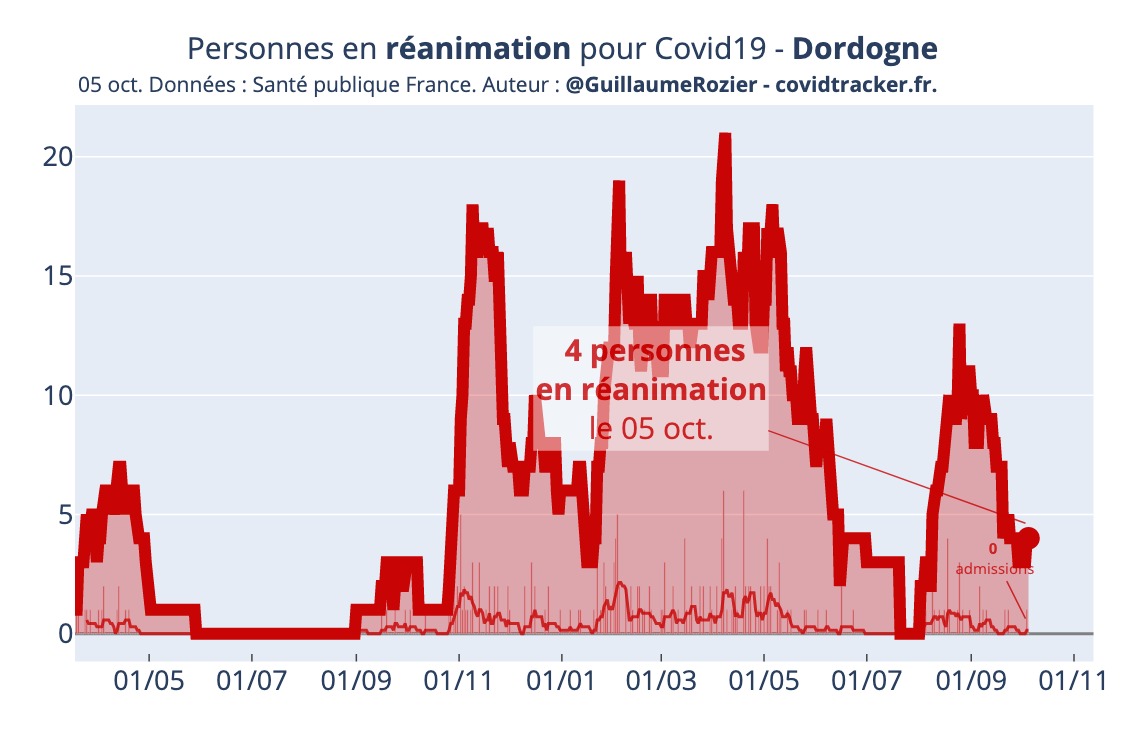 Personnes en réanimation pour Covid19 - Dordogne
05 oct. Données : Santé publique France. Auteur : @GuillaumeRozier - covidtracker.fr.
20
15
10
5
0
4 personnes
en réanimation
le 05 oct.
0
admissions
01/05 01/07 01/09 01/11 01/01 01/03 01/05 01/07 01/09 01/11